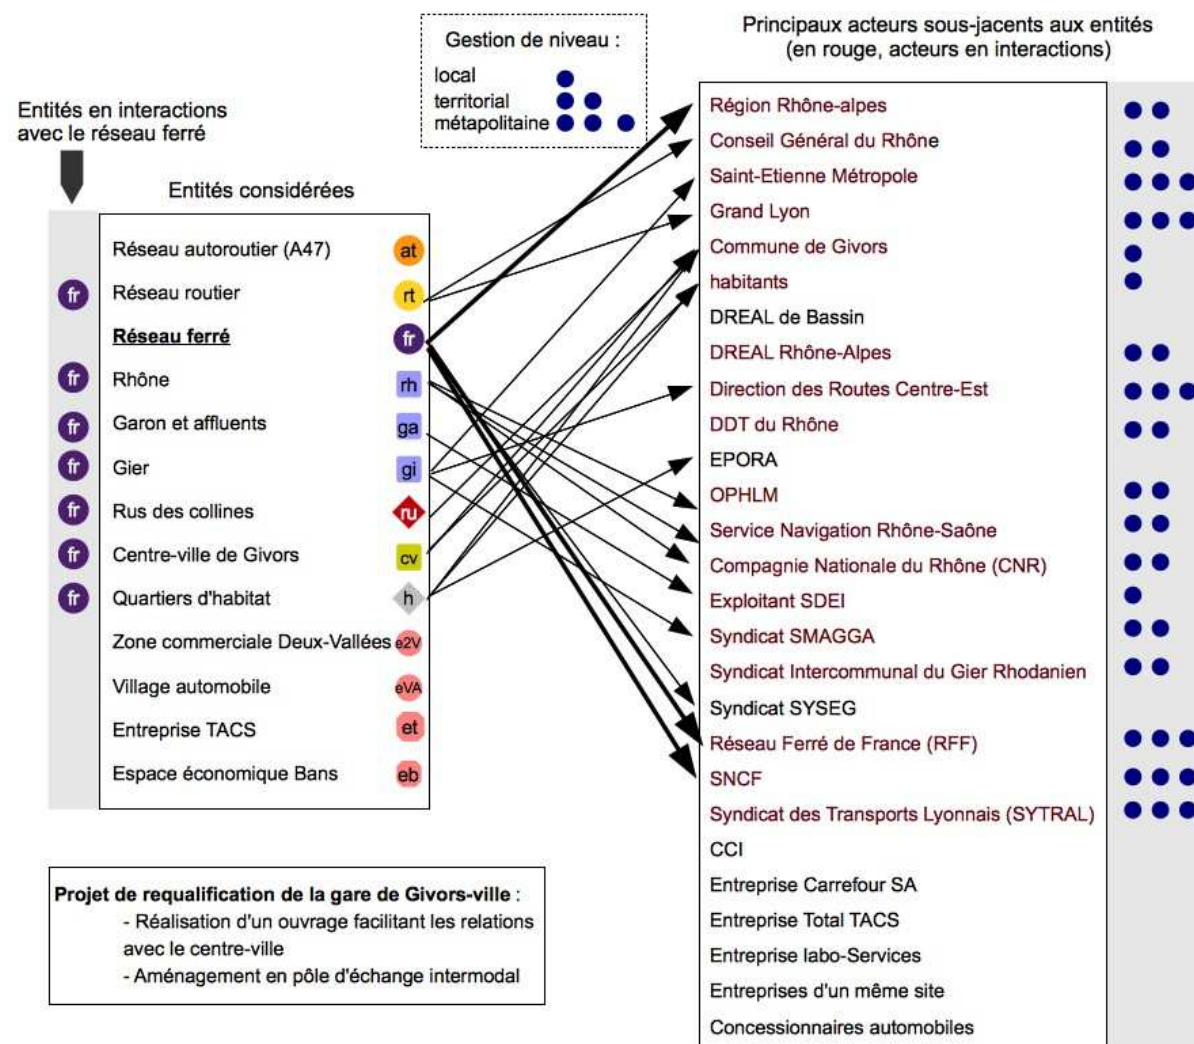 Principaux acteurs sous-jacents aux entités
(en rouge, acteurs en interactions)
Gestion de niveau :
local
territorial
métapolitaine
Entités en interactions
avec le réseau ferré
Entités considérées
Réseau autoroutier (A47) at
fr Réseau routier rt
Réseau ferré fr
fr Rhône rh
fr Garon et affluents ga
fr Gier gi
fr Rus des collines ru
fr Centre-ville de Givors cv
fr Quartiers d'habitat h
Zone commerciale Deux-Vallées e2V
Village automobile eVA
Entreprise TACS et
Espace économique Bans eb
Région Rhône-alpes
Conseil Général du Rhône
Saint-Etienne Métropole
Grand Lyon
Commune de Givors
habitants
DREAL de Bassin
DREAL Rhône-Alpes
Direction des Routes Centre-Est
DDT du Rhône
EPORA
OPHLM
Service Navigation Rhône-Saône
Compagnie Nationale du Rhône (CNR)
Exploitant SDEI
Syndicat SMAGGA
Syndicat Intercommunal du Gier Rhodanien
Syndicat SYSEG
Réseau Ferré de France (RFF)
SNCF
Syndicat des Transports Lyonnais (SYTRAL)
CCI
Entreprise Carrefour SA
Entreprise Total TACS
Entreprise labo-Services
Entreprises d'un même site
Concessionnaires automobiles
Projet de requalification de la gare de Givors-ville :
- Réalisation d'un ouvrage facilitant les relations
avec le centre-ville
- Aménagement en pôle d'échange intermodal